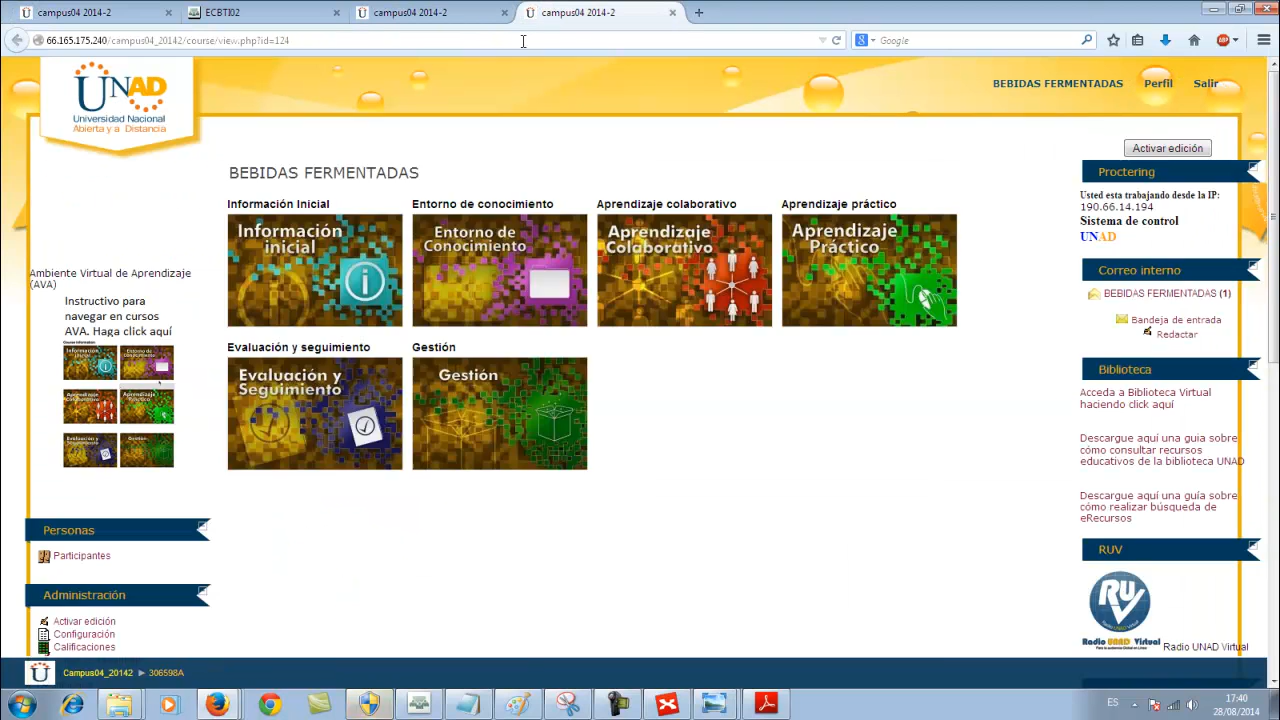 campus04 2014-2
ECBTI02
campus04 2014-2
campus04 2014-2
66.165.175.240/campus04_20142/course/view.php?id=124
Google
UNAD
Universidad Nacional
Abierta y a Distancia
BEBIDAS FERMENTADAS
Perfil
Salir
Activar edición
BEBIDAS FERMENTADAS
Información Inicial
Entorno de conocimiento
Aprendizaje colaborativo
Aprendizaje práctico
Información
inicial
Entorno de
Conocimiento
Aprendizaje
Colaborativo
Aprendizaje
Práctico
Evaluación y seguimiento
Gestión
Evaluación y
Seguimiento
Gestión
Ambiente Virtual de Aprendizaje
(AVA)
Instructivo para
navegar en cursos
AVA. Haga click aquí
Personas
Participantes
Administración
Activar edición
Configuración
Calificaciones
Proctering
Usted esta trabajando desde la IP:
190.66.14.194
Sistema de control
UNAD
Correo interno
BEBIDAS FERMENTADAS (1)
Bandeja de entrada
Redactar
Biblioteca
Acceda a Biblioteca Virtual
haciendo click aquí
Descargue aquí una guia sobre
cómo consultar recursos
educativos de la biblioteca UNAD
Descargue aquí una guía sobre
cómo realizar búsqueda de
eRecursos
RUV
RUV
Radio UNAD Virtual
Radio UNAD Virtual
Campus04_20142 ► 306598A
ES
17:40
28/08/2014